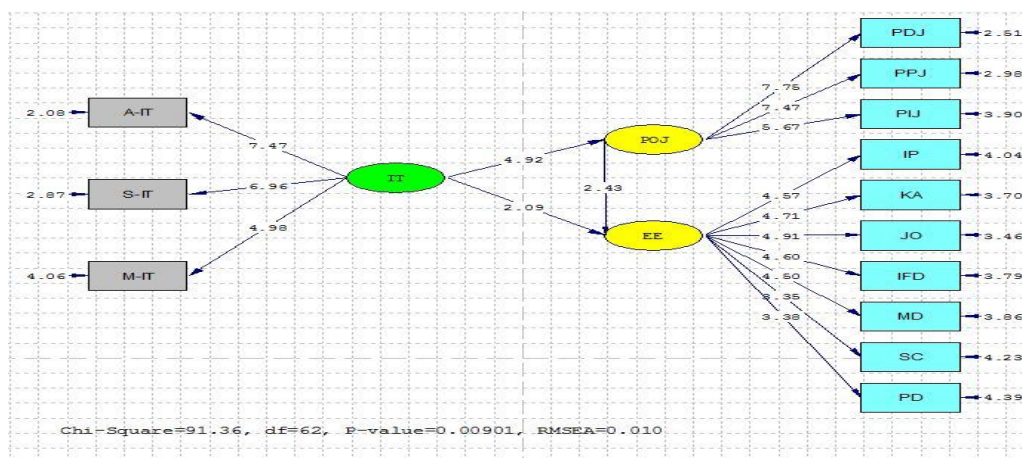 PDJ
2.51
PPJ
2.98
7.75
2.08
A-IT
7.47
PIJ
3.90
5.67
POJ
7.47
4.92
IP
4.04
IT
6.96
2.43
4.57
S-IT
2.87
KA
3.70
4.71
2.09
4.98
EE
4.91
JO
3.46
4.60
M-IT
4.06
IFD
3.79
4.50
3.35
MD
3.86
3.38
SC
4.23
PD
4.39
Chi-Square=91.36, df=62, P-value=0.00901, RMSEA=0.010